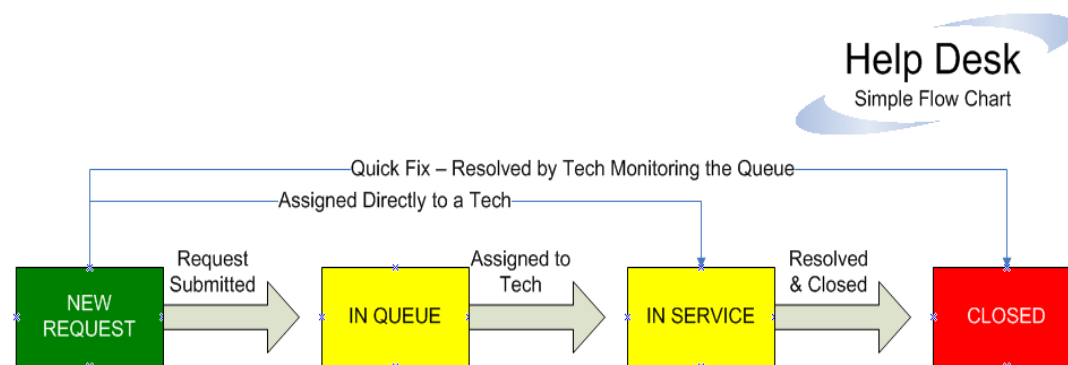 Help Desk
Simple Flow Chart
Quick Fix – Resolved by Tech Monitoring the Queue
Assigned Directly to a Tech
Request
Submitted
Assigned to
Tech
Resolved
& Closed
NEW
REQUEST
IN QUEUE
IN SERVICE
CLOSED